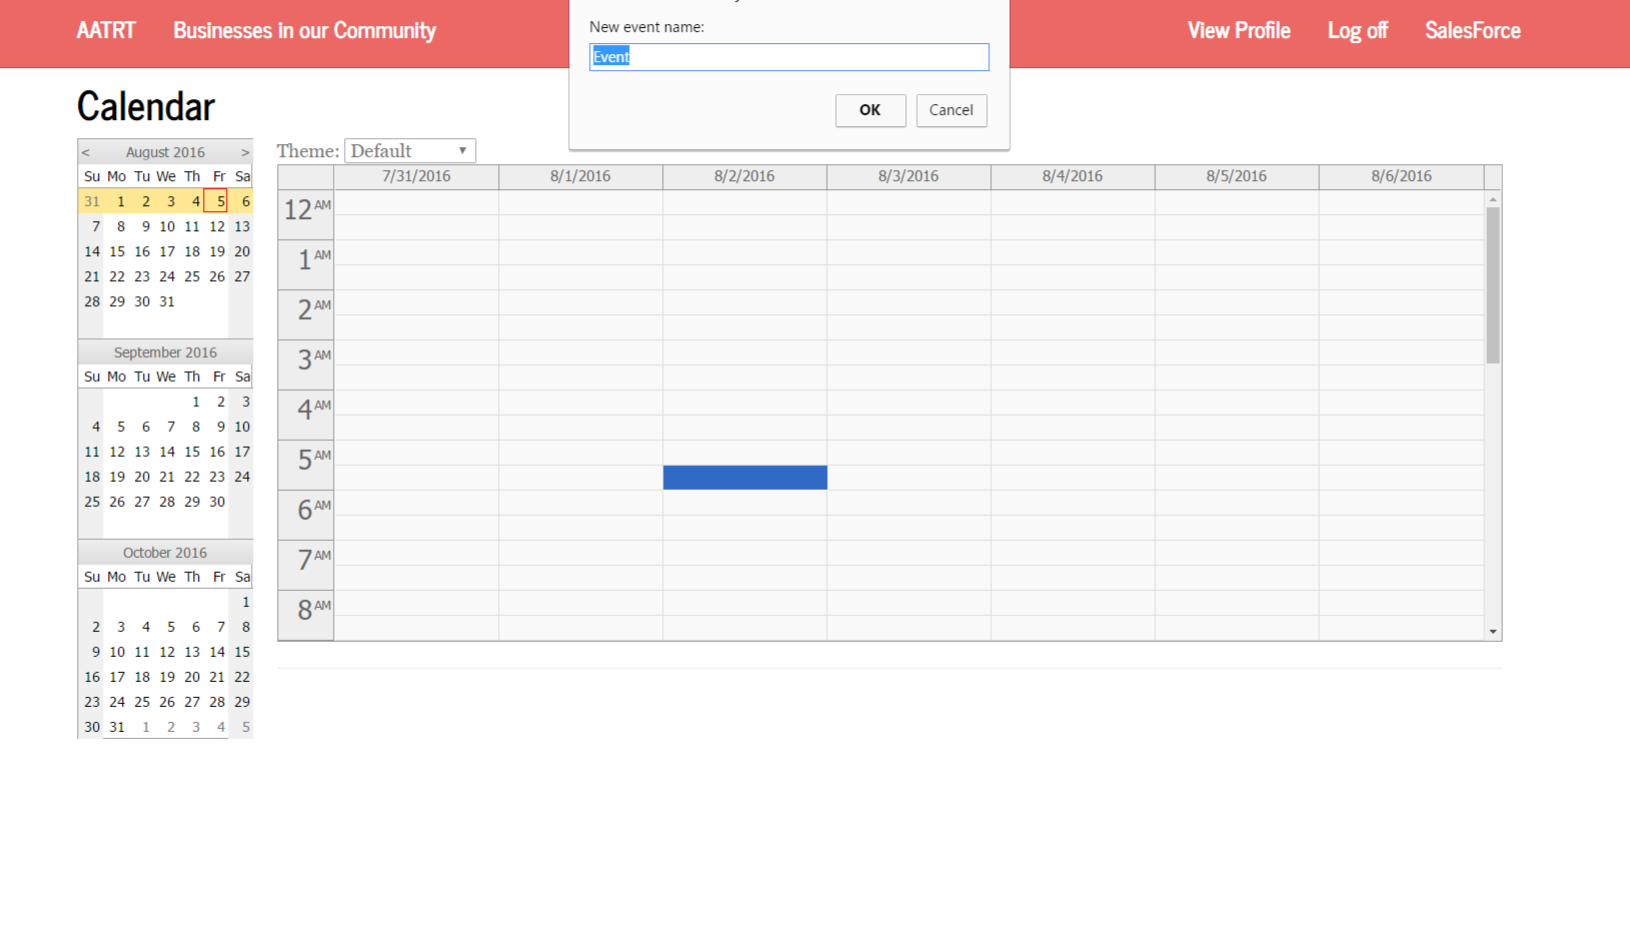 AATRT Businesses in our Community View Profile Log off SalesForce
New event name:
Event
OK Cancel
Calendar
< August 2016 >
Su Mo Tu We Th Fr Sa
31 1 2 3 4 5 6
7 8 9 10 11 12 13
14 15 16 17 18 19 20
21 22 23 24 25 26 27
28 29 30 31
September 2016
Su Mo Tu We Th Fr Sa
1 2 3
4 5 6 7 8 9 10
11 12 13 14 15 16 17
18 19 20 21 22 23 24
25 26 27 28 29 30
October 2016
Su Mo Tu We Th Fr Sa
1
2 3 4 5 6 7 8
9 10 11 12 13 14 15
16 17 18 19 20 21 22
23 24 25 26 27 28 29
30 31 1 2 3 4 5
Theme: Default
7/31/2016 8/1/2016 8/2/2016 8/3/2016 8/4/2016 8/5/2016 8/6/2016
12 AM
1 AM
2 AM
3 AM
4 AM
5 AM
6 AM
7 AM
8 AM